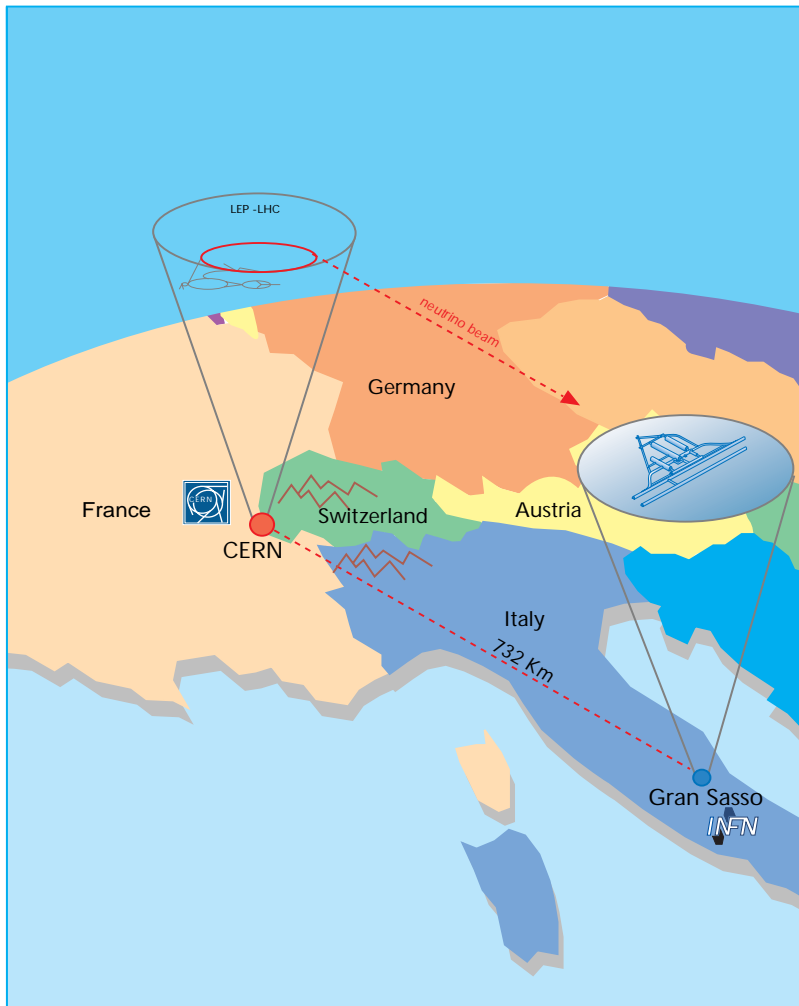 LEP -LHC
neutrino beam
Germany
France
CERN
Switzerland
Austria
CERN
Italy
732 Km
Gran Sasso
INFN